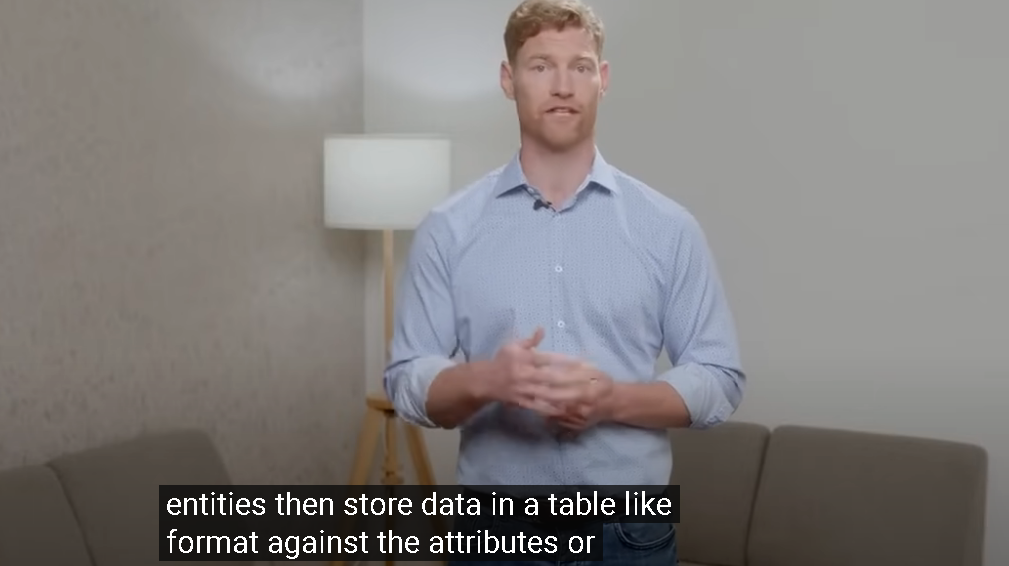 entities then store data in a table like
format against the attributes or